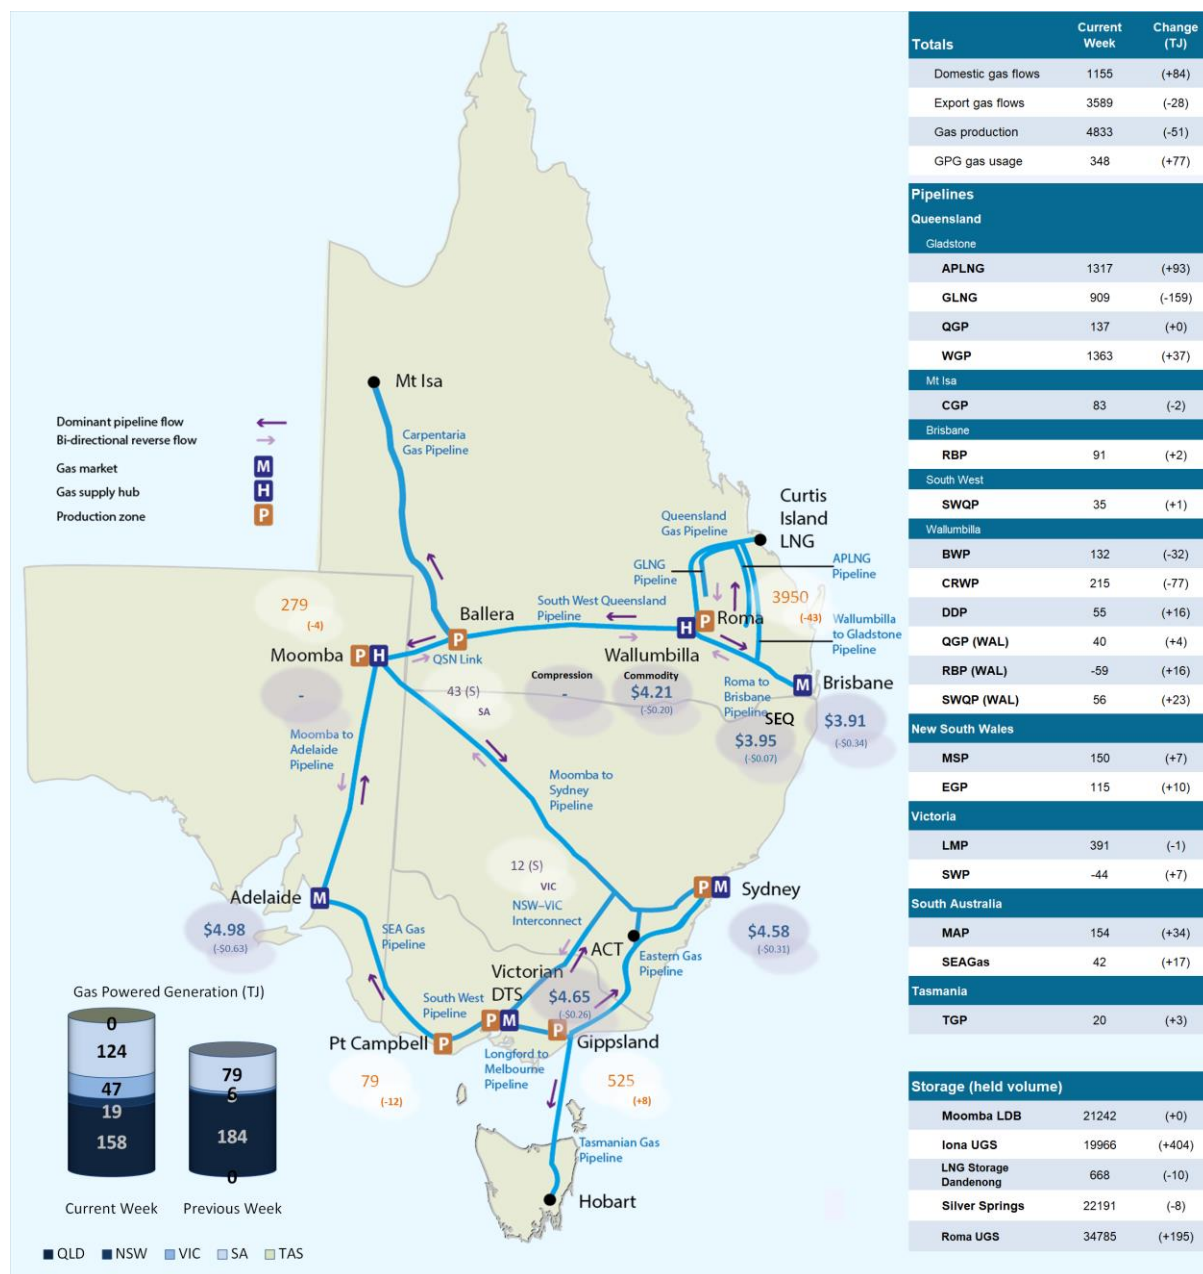 Mt Isa
Dominant pipeline flow
Bi-directional reverse flow
Gas market M
Gas supply hub H
Production zone P
Carpentaria
Gas Pipeline
Queensland
Gas Pipeline
Curtis
Island
LNG
GLNG
Pipeline
APLNG
Pipeline
279
(-4)
Ballera
South West Queensland
Pipeline
3950
(-43)
P Roma
H
Wallumbilla
to Gladstone
Pipeline
Moomba P H
P
QSN Link
Wallumbilla
Compression
Commodity
-
$4.21
(-$0.20)
Roma to
Brisbane
Pipeline
M Brisbane
-
43 (S)
SA
SEQ
$3.95
(-$0.07)
$3.91
(-$0.34)
Moomba to
Adelaide
Pipeline
Moomba to
Sydney
Pipeline
12 (S)
VIC
NSW–VIC
Interconnect
P M Sydney
Adelaide M
$4.98
(-$0.63)
SEA Gas
Pipeline
ACT
Eastern Gas
Pipeline
$4.58
(-$0.31)
Victorian
DTS
$4.65
(-$0.26)
South West
Pipeline
P M
P
Pt Campbell P
Gippsland
Longford to
Melbourne
Pipeline
79
(-12)
525
(+8)
Tasmanian Gas
Pipeline
Hobart
Gas Powered Generation (TJ)
0
124
47
19
158
79
6
184
0
Current Week
Previous Week
QLD NSW VIC SA TAS
Totals Current Week Change (TJ)
Domestic gas flows 1155 (+84)
Export gas flows 3589 (-28)
Gas production 4833 (-51)
GPG gas usage 348 (+77)
Pipelines
Queensland
Gladstone
APLNG 1317 (+93)
GLNG 909 (-159)
QGP 137 (+0)
WGP 1363 (+37)
Mt Isa
CGP 83 (-2)
Brisbane
RBP 91 (+2)
South West
SWQP 35 (+1)
Wallumbilla
BWP 132 (-32)
CRWP 215 (-77)
DDP 55 (+16)
QGP (WAL) 40 (+4)
RBP (WAL) -59 (+16)
SWQP (WAL) 56 (+23)
New South Wales
MSP 150 (+7)
EGP 115 (+10)
Victoria
LMP 391 (-1)
SWP -44 (+7)
South Australia
MAP 154 (+34)
SEAGas 42 (+17)
Tasmania
TGP 20 (+3)
Storage (held volume)
Moomba LDB 21242 (+0)
Iona UGS 19966 (+404)
LNG Storage Dandenong 668 (-10)
Silver Springs 22191 (-8)
Roma UGS 34785 (+195)